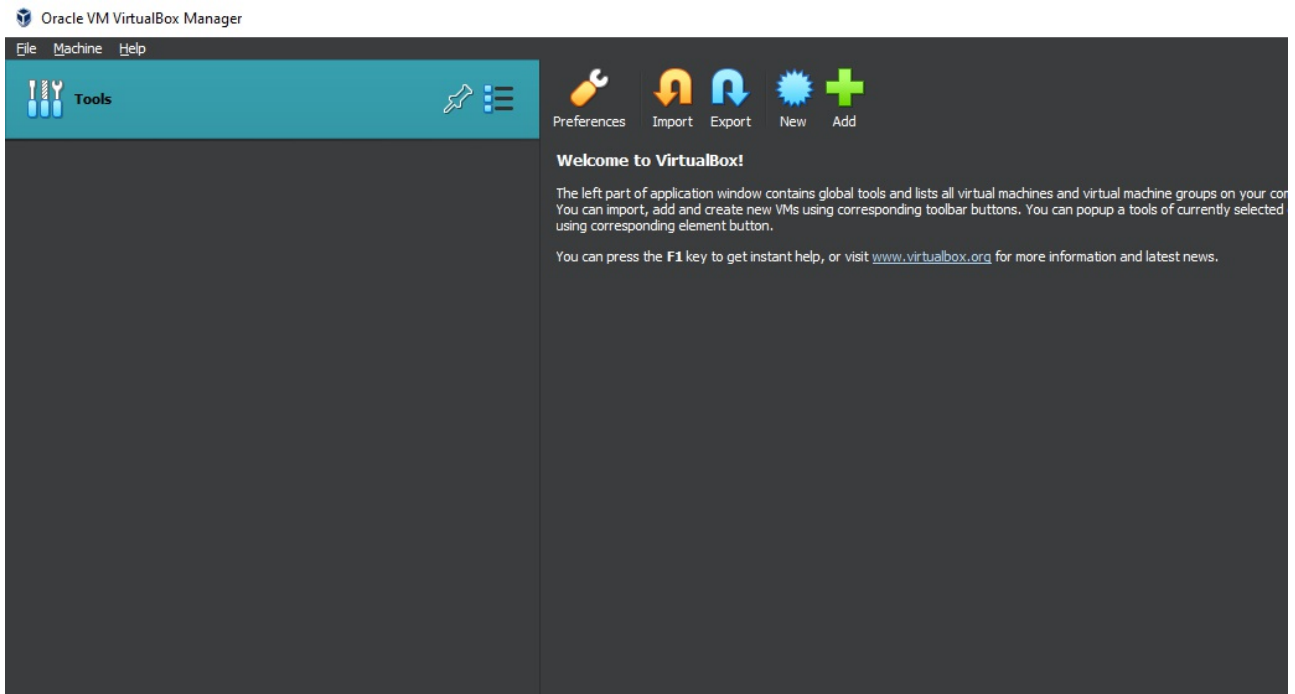 Oracle VM VirtualBox Manager
File Machine Help
Tools
Preferences Import Export New Add
Welcome to VirtualBox!
The left part of application window contains global tools and lists all virtual machines and virtual machine groups on your
You can import, add and create new VMs using corresponding toolbar buttons. You can popup a tools of currently selected
using corresponding element button.
You can press the F1 key to get instant help, or visit www.virtualbox.org for more information and latest news.